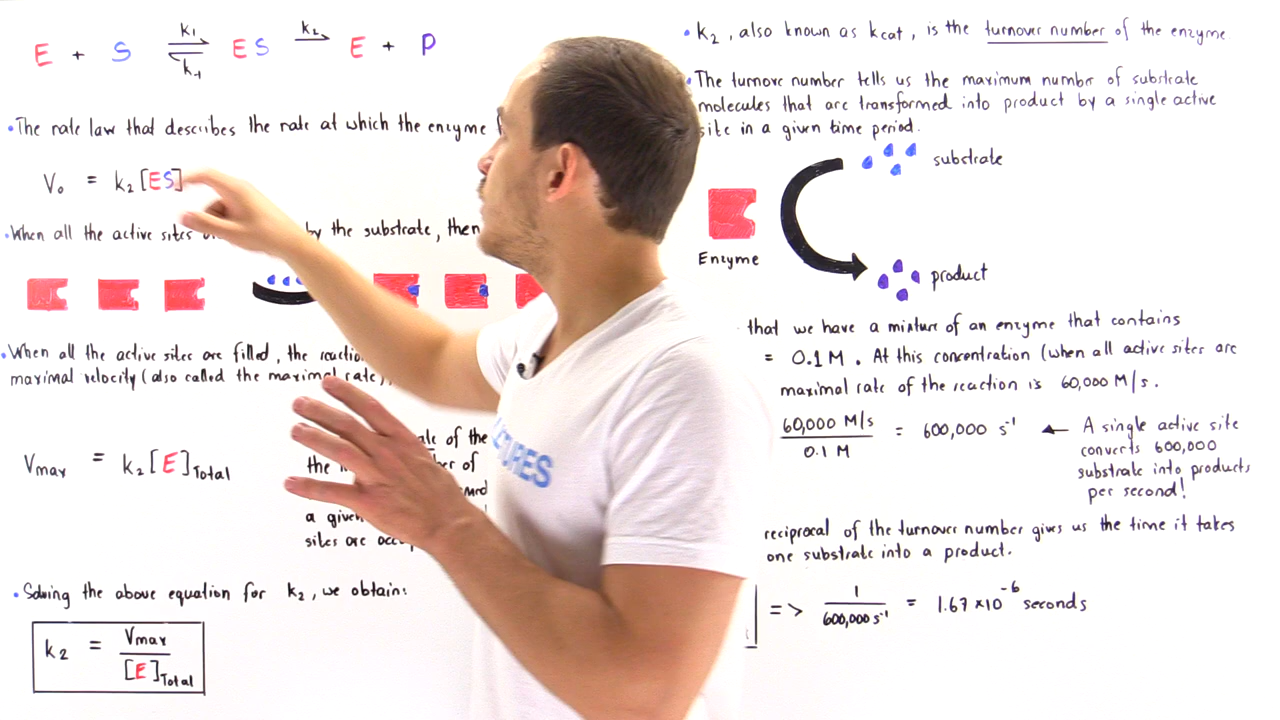 E + S k₁ k₋₁ ES k₂ E + P
•The rate law that describes the rate at which the enzyme
V₀ = k₂[ES]
•When all the active sites by the substrate, then
•When all the active sites are filled, the reaction
maximal velocity (also called the maximal rate),
Vmax = k₂[E]Total
of the
the of
a given
sites are
•Solving the above equation for k₂, we obtain:
k₂ = Vmax / [E]Total
•k₂, also known as kcat, is the turnover number of the enzyme.
•The turnove number tells us the maximum number of substrate
molecules that are transformed into product by a single active
site in a given time period.
substrate
Enzyme
product
that we have a mixture of an enzyme that contains
= 0.1 M. At this concentration (when all active sites are
maximal rate of the reaction is 60,000 M/s.
60,000 M/s / 0.1 M = 600,000 s⁻¹ ←
A single active site
converts 600,000
substrate into products
per second!
reciprocal of the turnover number gives us the time it takes
one substrate into a product.
=> 1 / 600,000 s⁻¹ = 1.67 ×10⁻⁶ seconds